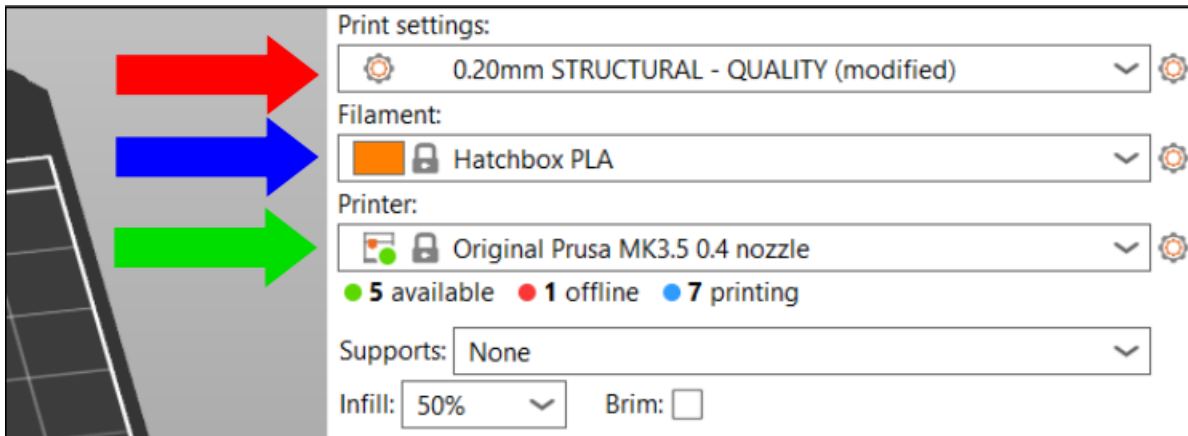 Print settings:
0.20mm STRUCTURAL - QUALITY (modified)
Filament:
Hatchbox PLA
Printer:
Original Prusa MK3.5 0.4 nozzle
5 available 1 offline 7 printing
Supports: None
Infill: 50% Brim: